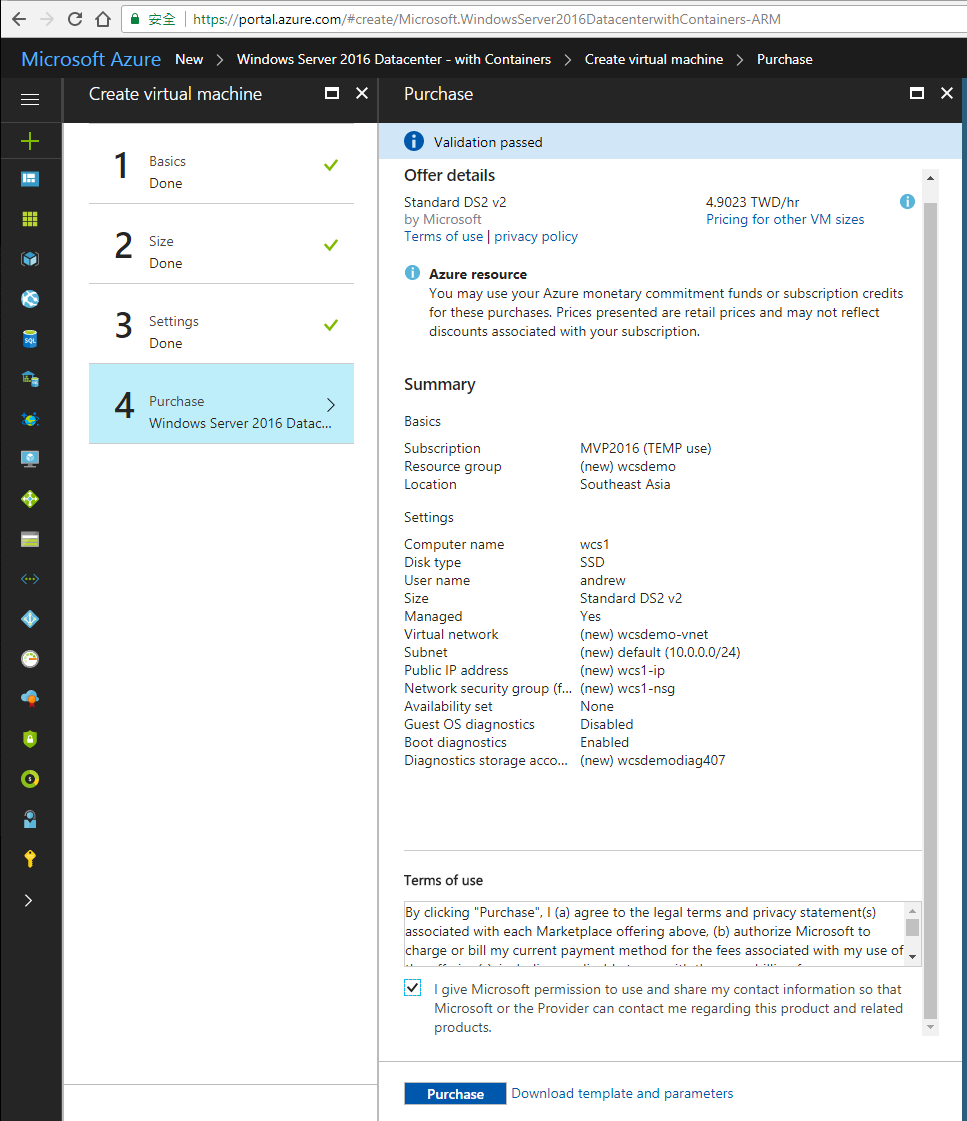 安全 https://portal.azure.com/#create/Microsoft.WindowsServer2016DatacenterwithContainers-ARM
Microsoft Azure New > Windows Server 2016 Datacenter - with Containers > Create virtual machine > Purchase
Create virtual machine
1 Basics
Done
2 Size
Done
3 Settings
Done
4 Purchase
Windows Server 2016 Datac...
Purchase
Validation passed
Offer details
Standard DS2 v2 4.9023 TWD/hr
by Microsoft Pricing for other VM sizes
Terms of use | privacy policy
Azure resource
You may use your Azure monetary commitment funds or subscription credits
for these purchases. Prices presented are retail prices and may not reflect
discounts associated with your subscription.
Summary
Basics
Subscription MVP2016 (TEMP use)
Resource group (new) wcsdemo
Location Southeast Asia
Settings
Computer name wcs1
Disk type SSD
User name andrew
Size Standard DS2 v2
Managed Yes
Virtual network (new) wcsdemo-vnet
Subnet (new) default (10.0.0.0/24)
Public IP address (new) wcs1-ip
Network security group (f... (new) wcs1-nsg
Availability set None
Guest OS diagnostics Disabled
Boot diagnostics Enabled
Diagnostics storage acco... (new) wcsdemodiag407
Terms of use
By clicking "Purchase", I (a) agree to the legal terms and privacy statement(s)
associated with each Marketplace offering above, (b) authorize Microsoft to
charge or bill my current payment method for the fees associated with my use of
I give Microsoft permission to use and share my contact information so that
Microsoft or the Provider can contact me regarding this product and related
products.
Purchase Download template and parameters